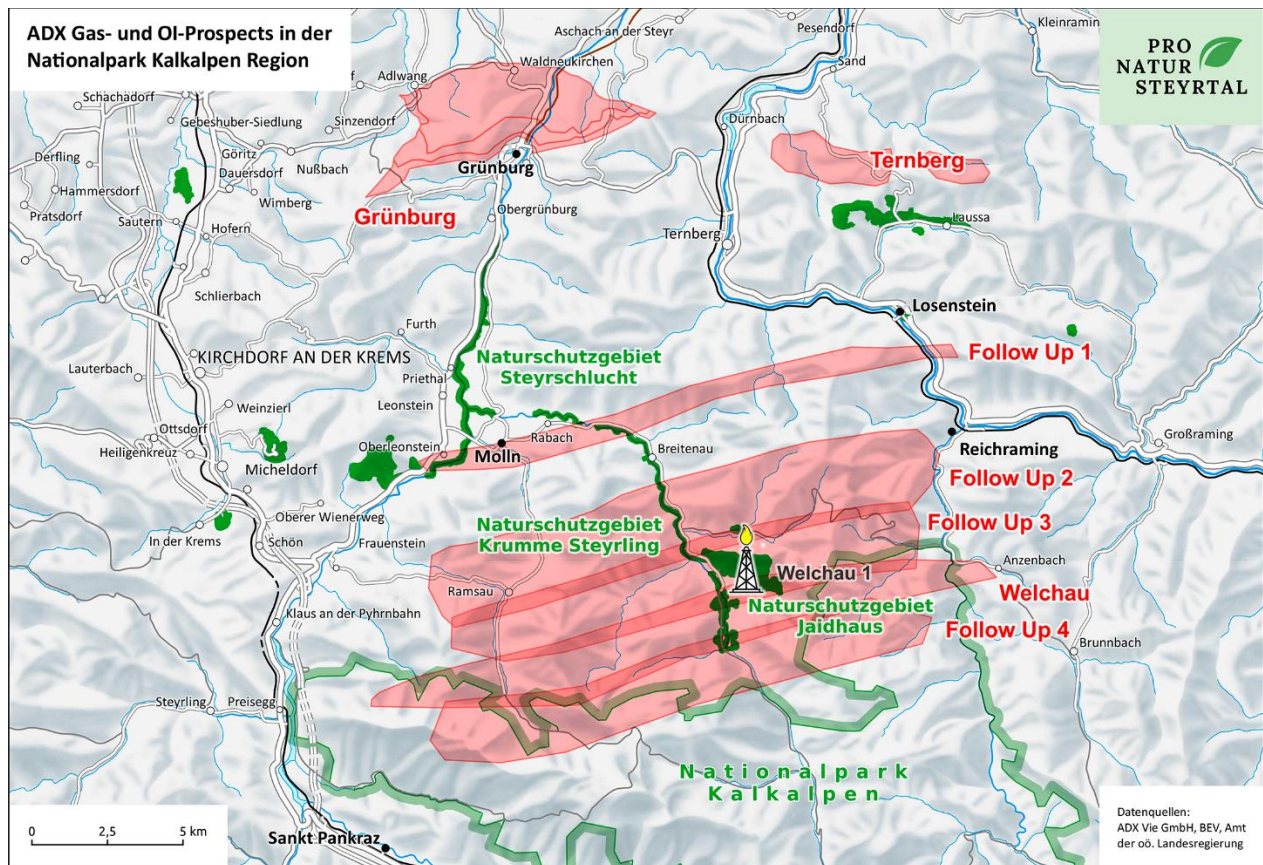 ADX Gas- und Öl-Prospects in der
Nationalpark Kalkalpen Region
PRO
NATUR
STEYRTAL
Aschach an der Steyr
Pesendorf
Kleinramin
Waldneukirchen
Sand
Adlwang
Schachadorf
Gebeshuber-Siedlung
Sinzendorf
Dürnbach
Göritz
Derfling
Dauersdorf
Nußbach
Grünburg
Ternberg
Hammersdorf
Wimberg
Pratsdorf
Sautern
Hofern
Grünburg
Obergrünburg
Laussa
Ternberg
Schlierbach
Losenstein
Furth
KIRCHDORF AN DER KREMS
Naturschutzgebiet
Steyrschlucht
Follow Up 1
Lauterbach
Priethal
Leonstein
Weinzierl
Ottsdorf
Heiligenkreuz
Micheldorf
Oberleonstein
Molln
Rabach
Breitenau
Reichraming
Großraming
Follow Up 2
Oberer Wienerweg
In der Krems
Schön
Frauenstein
Naturschutzgebiet
Krumme Steyrling
Follow Up 3
Anzenbach
Welchau 1
Welchau
Ramsau
Naturschutzgebiet
Jaidhaus
Klaus an der Pyhrnbahn
Follow Up 4
Brunnbach
Steyrling
Preisegg
Nationalpark
Kalkalpen
0 2,5 5 km
Sankt Pankraz
Datenquellen:
ADX Vie GmbH, BEV, Amt
der oö. Landesregierung